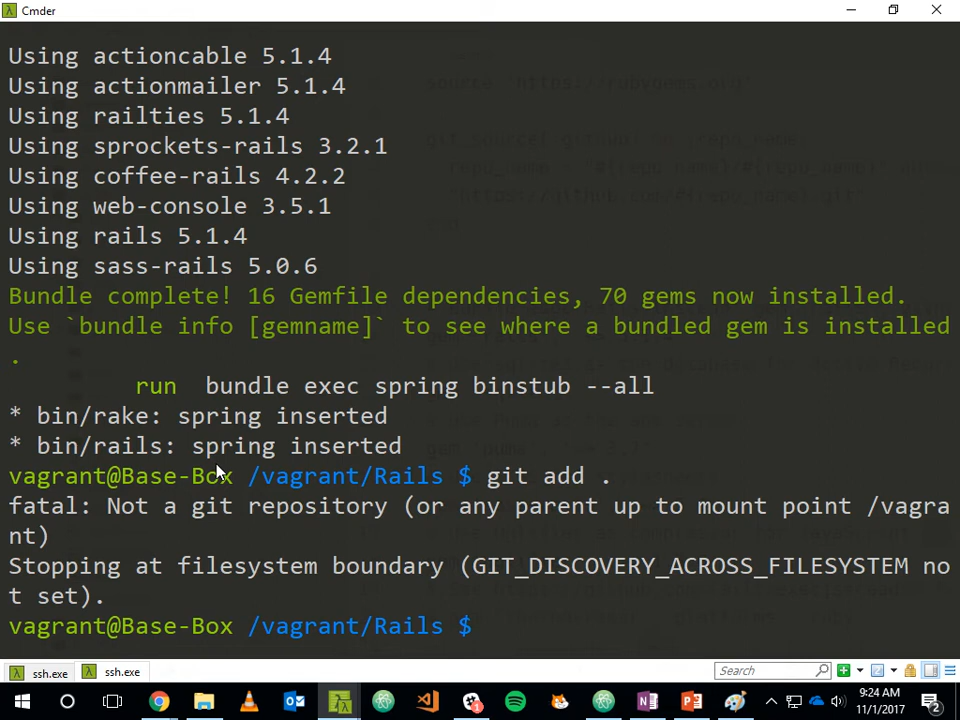 Cmder
Using actioncable 5.1.4
Using actionmailer 5.1.4
Using railties 5.1.4
Using sprockets-rails 3.2.1
Using coffee-rails 4.2.2
Using web-console 3.5.1
Using rails 5.1.4
Using sass-rails 5.0.6
Bundle complete! 16 Gemfile dependencies, 70 gems now installed.
Use `bundle info [gemname]` to see where a bundled gem is installed
.
run bundle exec spring binstub --all
* bin/rake: spring inserted
* bin/rails: spring inserted
vagrant@Base-Box /vagrant/Rails $ git add .
fatal: Not a git repository (or any parent up to mount point /vagra
nt)
Stopping at filesystem boundary (GIT_DISCOVERY_ACROSS_FILESYSTEM no
t set).
vagrant@Base-Box /vagrant/Rails $
ssh.exe ssh.exe Search
9:24 AM
11/1/2017
2